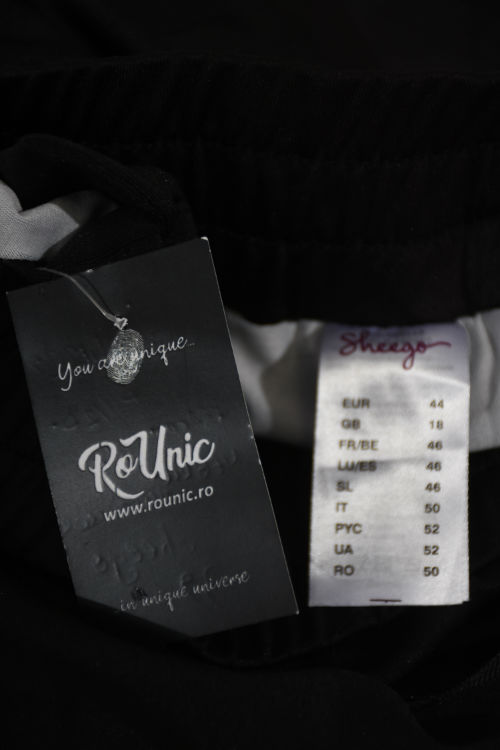 You are unique...
RoUnic
www.rounic.ro
in unique universe
Sheego
EUR 44
GB 18
FR/BE 46
LU/ES 46
SL 46
IT 50
РУС 52
UA 52
RO 50